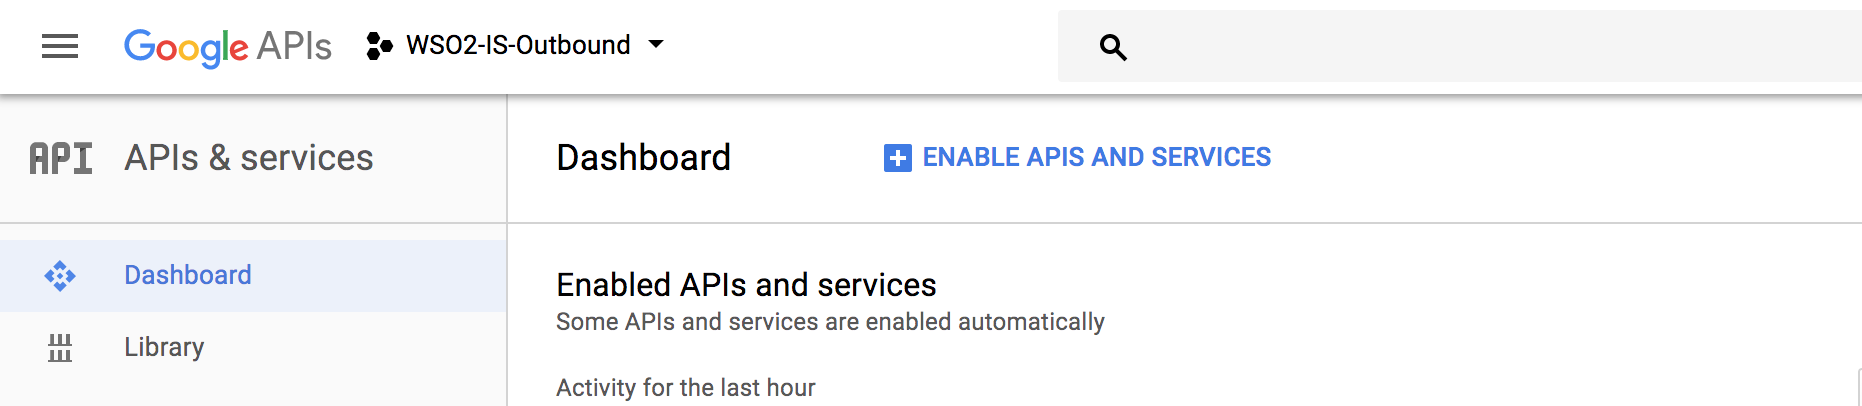 Google APIs WSO2-IS-Outbound
API APIs & services
Dashboard ENABLE APIS AND SERVICES
Dashboard
Library
Enabled APIs and services
Some APIs and services are enabled automatically
Activity for the last hour